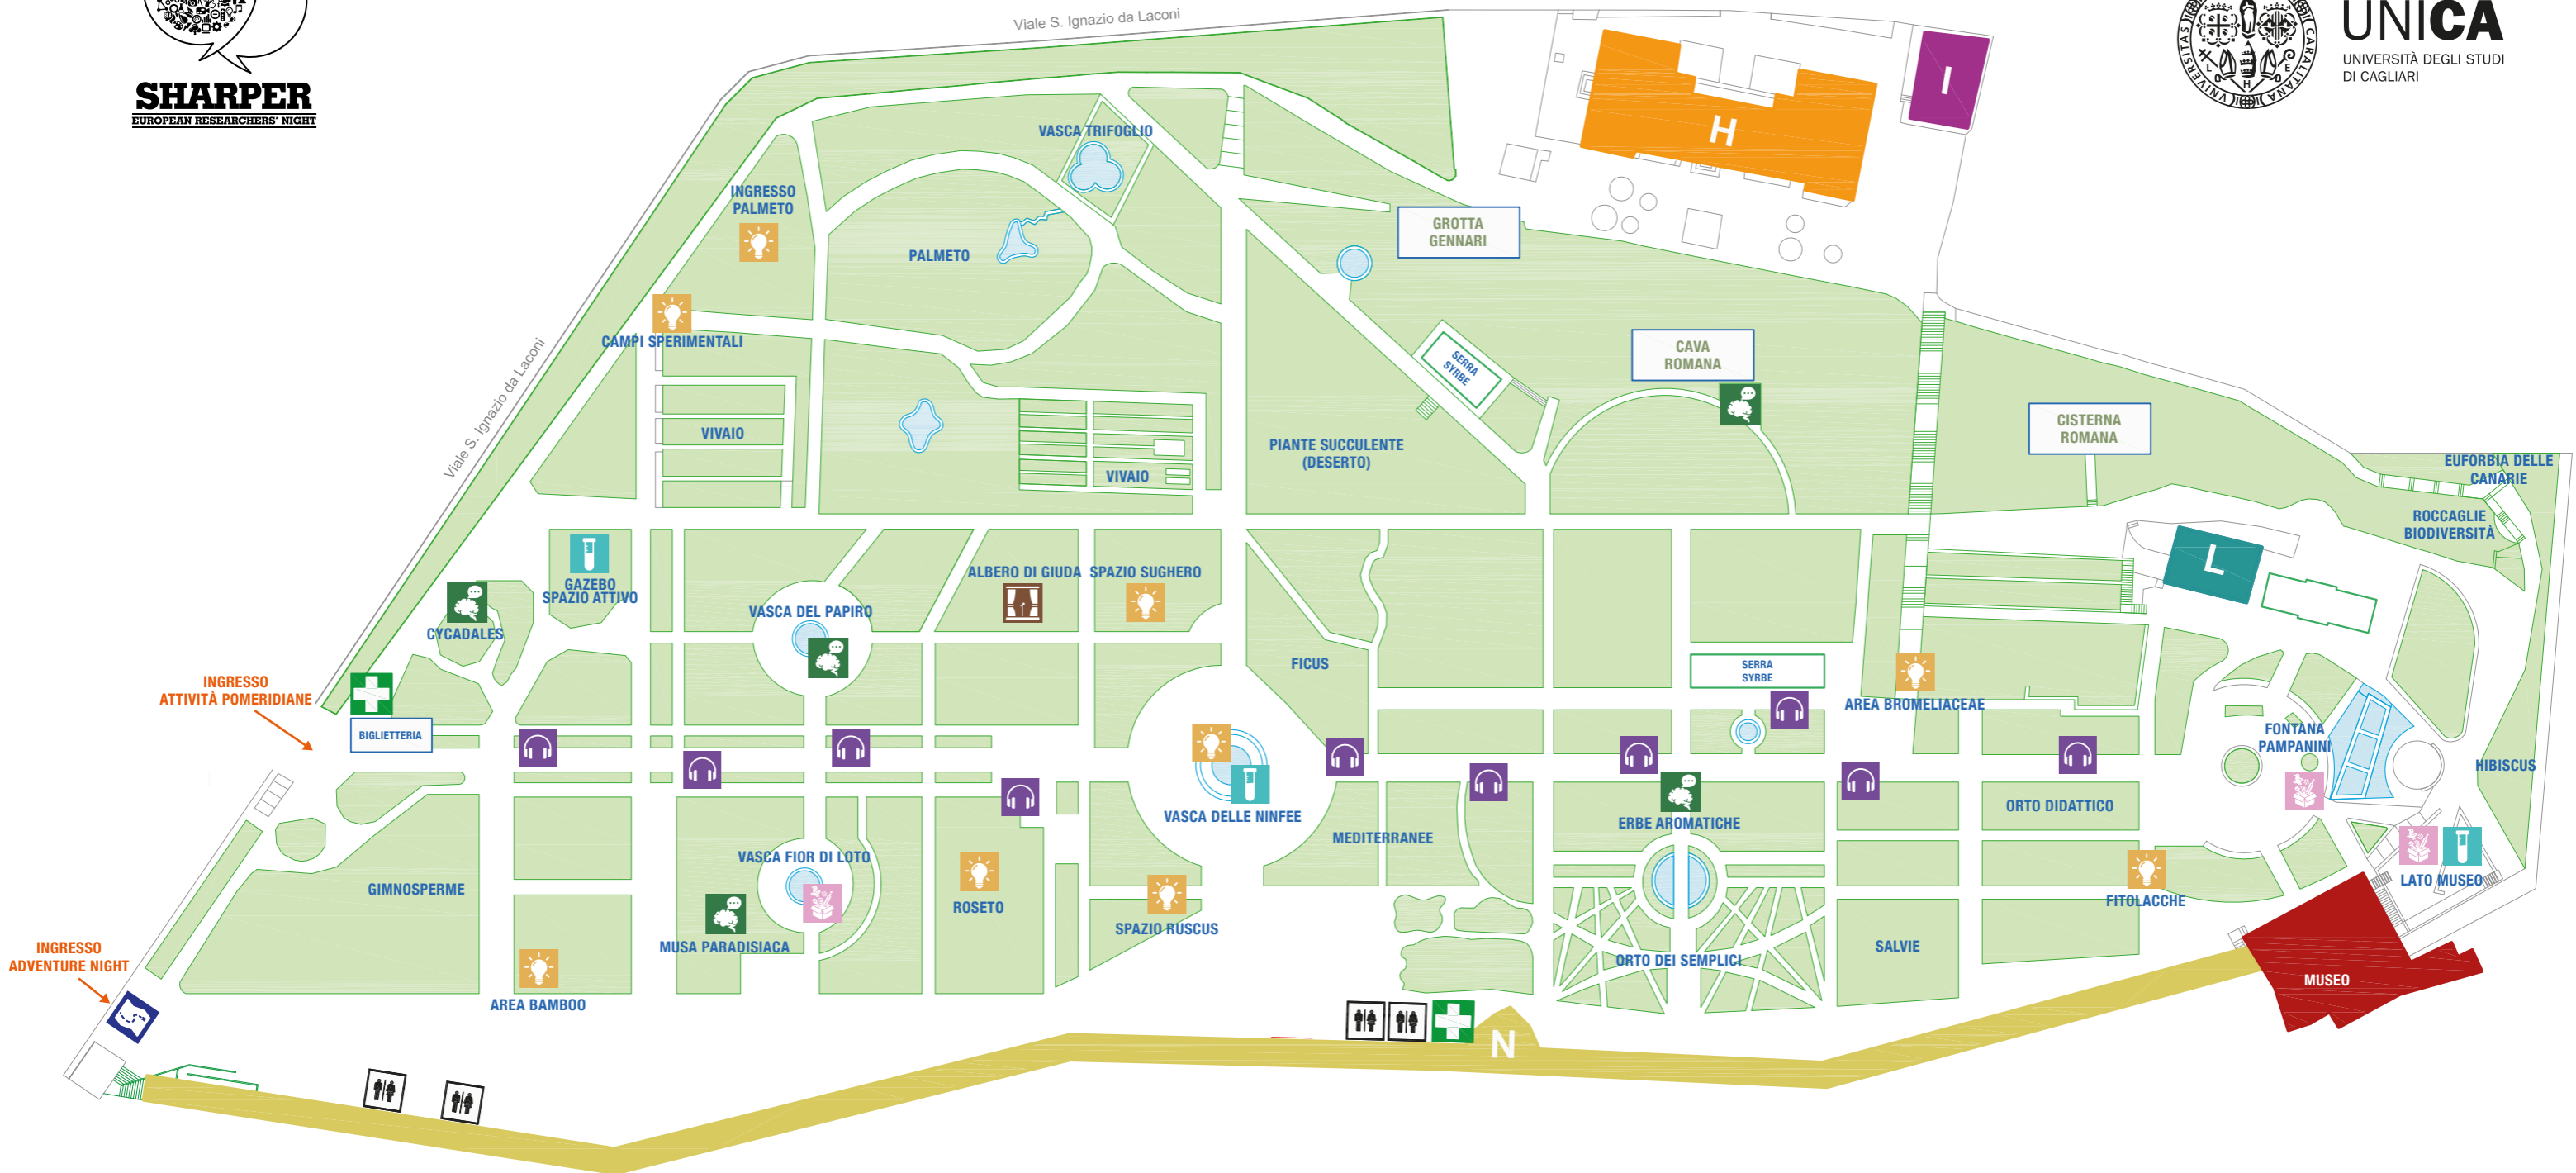 Viale S. Ignazio da Laconi
SHARPER
EUROPEAN RESEARCHERS' NIGHT
UNICA
UNIVERSITÀ DEGLI STUDI
DI CAGLIARI
UNIVERSITAS
CARALITANA
I
H
VASCA TRIFOGLIO
INGRESSO
PALMETO
PALMETO
GROTTA
GENNARI
CAMPI SPERIMENTALI
Viale S. Ignazio da Laconi
SERRA
SYRBE
CAVA
ROMANA
CISTERNA
ROMANA
VIVAIO
VIVAIO
PIANTE SUCCULENTE
(DESERTO)
EUFORBIA DELLE
CANARIE
ROCCAGLIE
BIODIVERSITÀ
L
GAZEBO
SPAZIO ATTIVO
CYCADALES
VASCA DEL PAPIRO
ALBERO DI GIUDA
SPAZIO SUGHERO
FICUS
SERRA
SYRBE
AREA BROMELIACEAE
INGRESSO
ATTIVITÀ POMERIDIANE
BIGLIETTERIA
FONTANA
PAMPANINI
HIBISCUS
VASCA DELLE NINFEE
MEDITERRANEE
ERBE AROMATICHE
ORTO DIDATTICO
VASCA FIOR DI LOTO
GIMNOSPERME
ROSETO
SPAZIO RUSCUS
MUSA PARADISIACA
FITOLACCHE
LATO MUSEO
INGRESSO
ADVENTURE NIGHT
AREA BAMBOO
ORTO DEI SEMPLICI
SALVIE
MUSEO
N